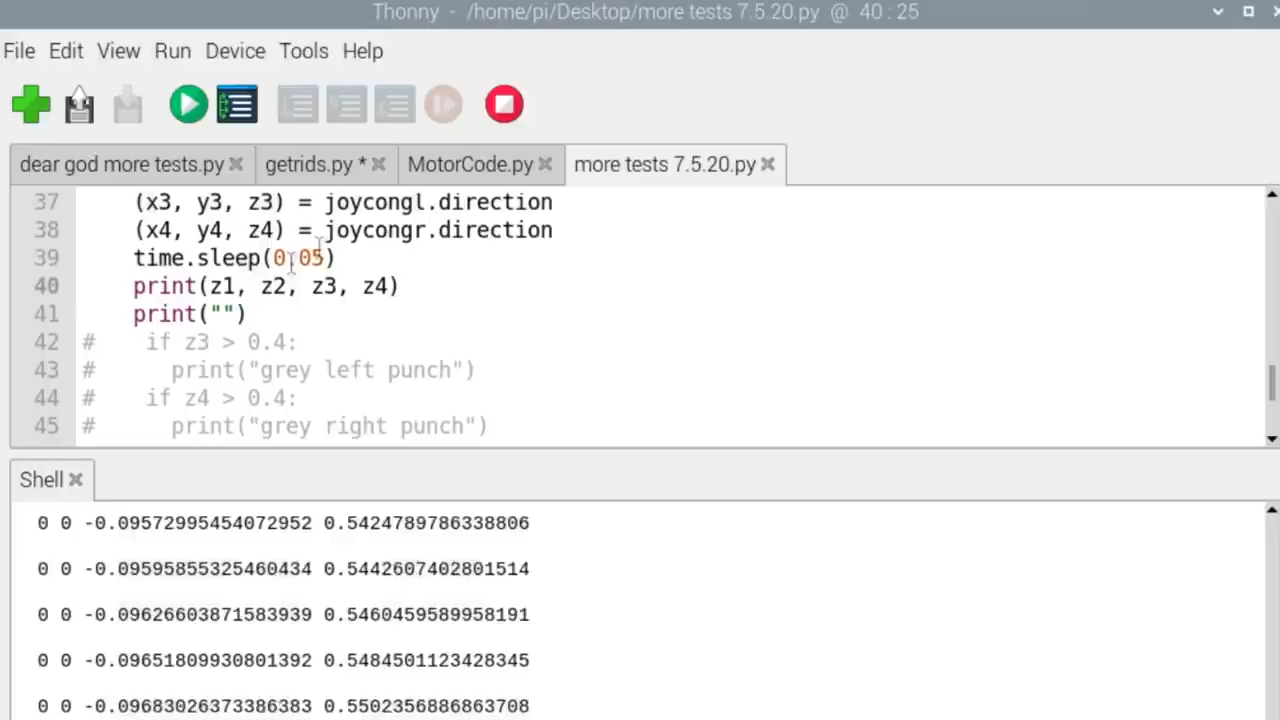 Thonny - /home/pi/Desktop/more tests 7.5.20.py @ 40 : 25
File Edit View Run Device Tools Help
dear god more tests.py getrids.py * MotorCode.py more tests 7.5.20.py
37 (x3, y3, z3) = joycongl.direction
38 (x4, y4, z4) = joycongr.direction
39 time.sleep(0.05)
40 print(z1, z2, z3, z4)
41 print("")
42 # if z3 > 0.4:
43 # print("grey left punch")
44 # if z4 > 0.4:
45 # print("grey right punch")
Shell
0 0 -0.09572995454072952 0.5424789786338806
0 0 -0.09595855325460434 0.5442607402801514
0 0 -0.09626603871583939 0.5460459589958191
0 0 -0.09651809930801392 0.5484501123428345
0 0 -0.09683026373386383 0.5502356886863708